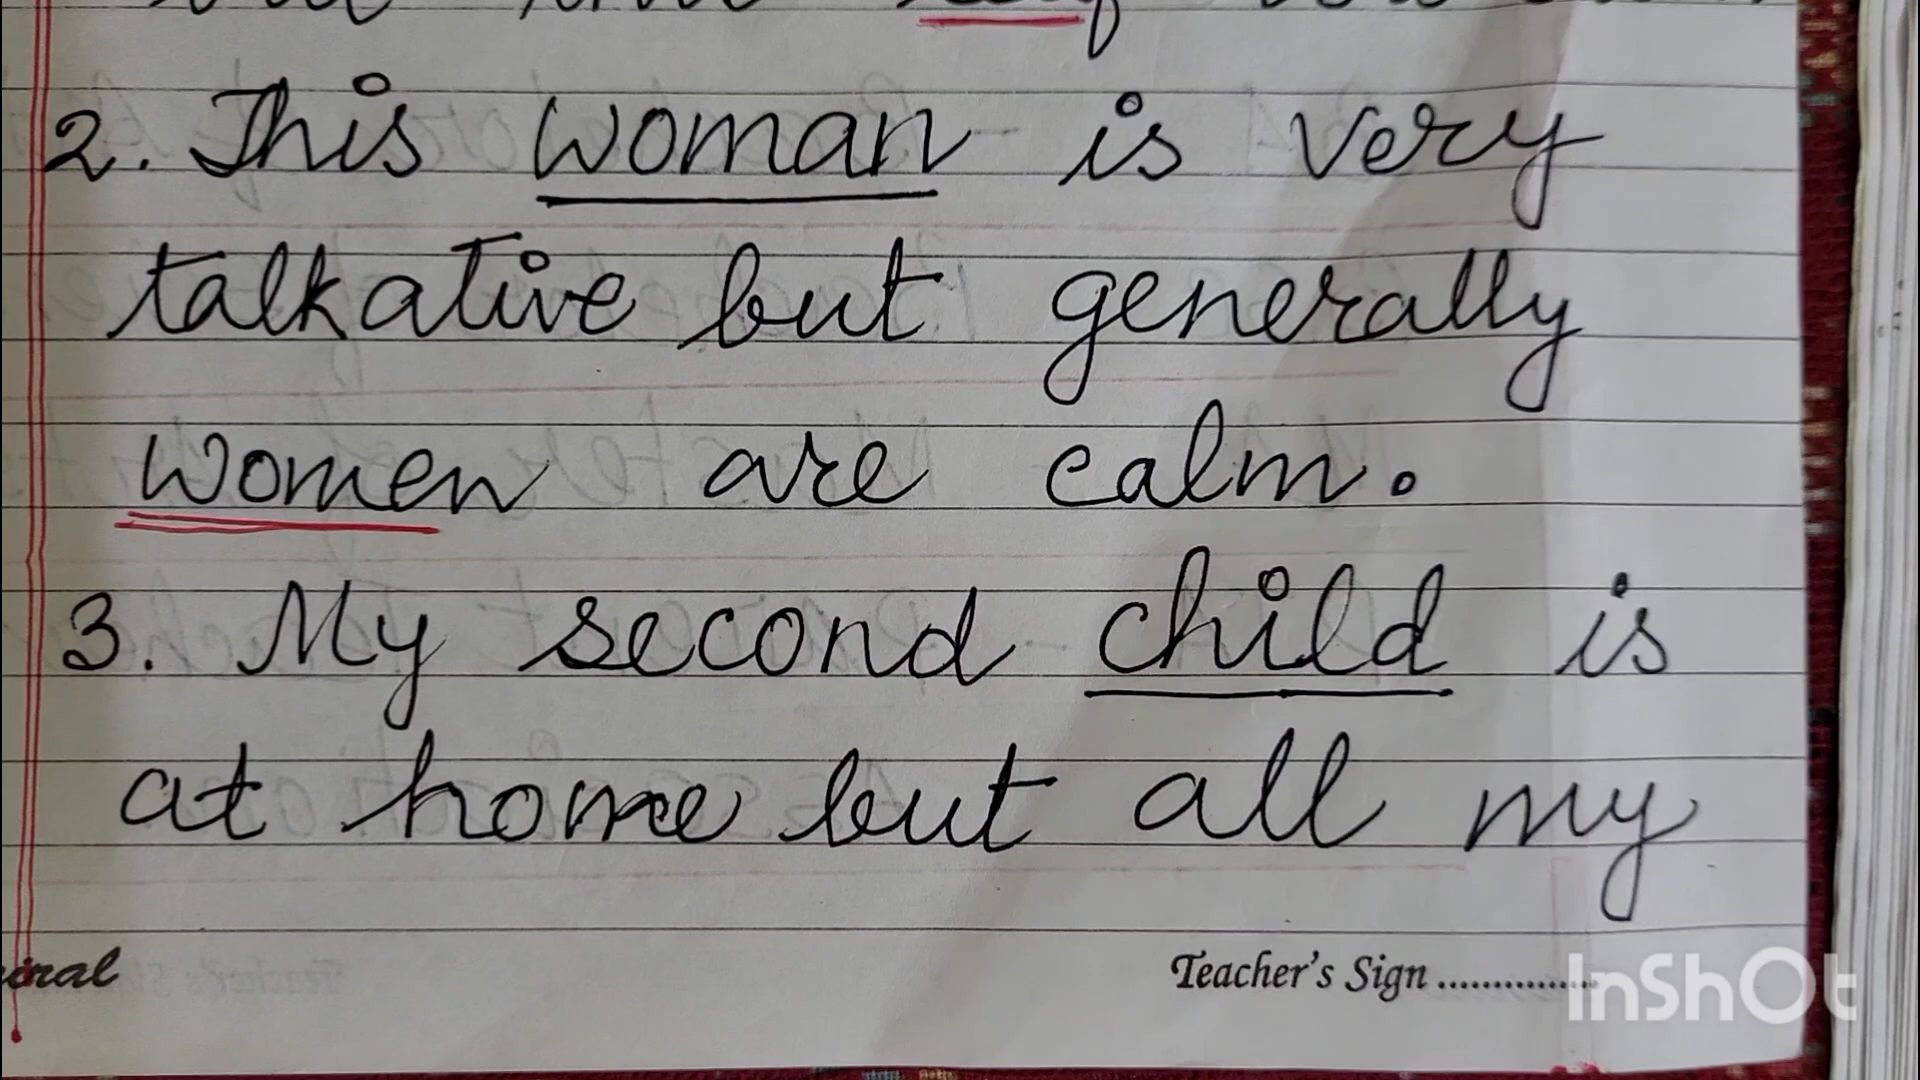 2. This woman is very
talkative but generally
women are calm.
3. My second child is
at home but all my
Teacher's Sign ...............
InShOt